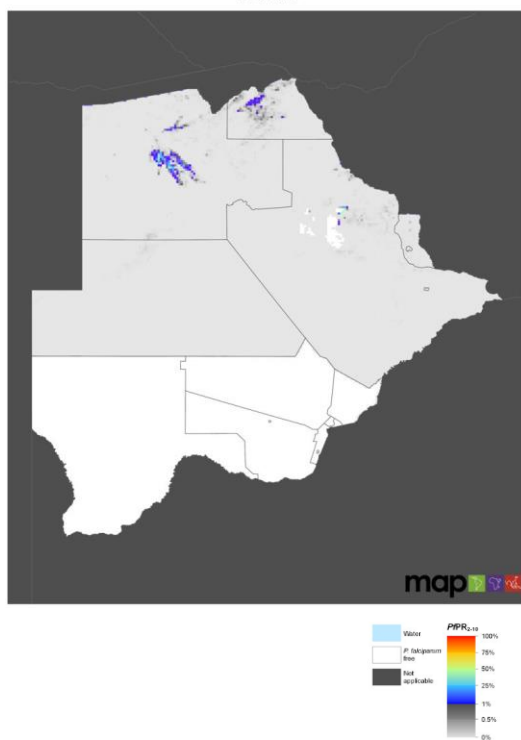 map
Water
P. falciparum
free
Not
applicable
PfPR2-10
100%
75%
50%
25%
1%
0.5%
0%